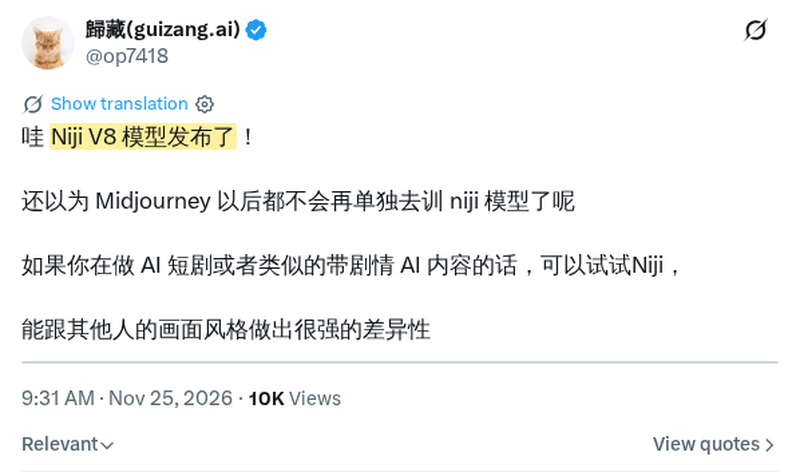 歸藏(guizang.ai)
@op7418
Show translation
哇 Niji V8 模型发布了！
还以为 Midjourney 以后都不会再单独去训 niji 模型了呢
如果你在做 AI 短剧或者类似的带剧情 AI 内容的话，可以试试Niji，
能跟其他人的画面风格做出很强的差异性
9:31 AM · Nov 25, 2026 · 10K Views
Relevant
View quotes